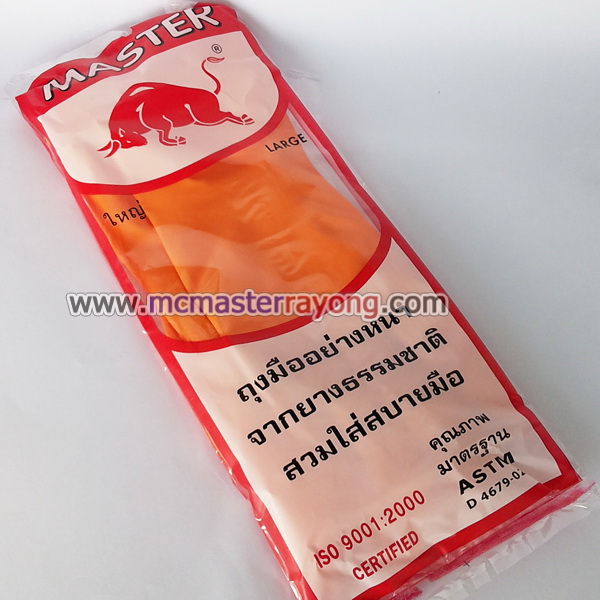 MASTER
®
LARGE
ใหญ่
www.mcmasterrayong.com
ถุงมืออย่างหนา
จากยางธรรมชาติ
สวมใส่สบายมือ
คุณภาพ
มาตรฐาน
ASTM
D 4679-02
ISO 9001:2000
CERTIFIED